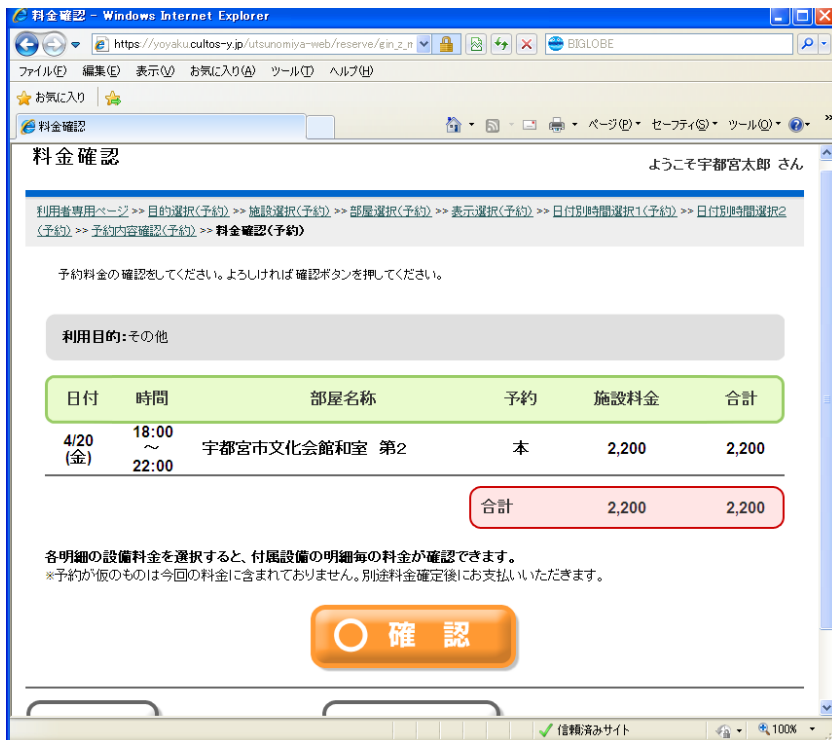 料金確認 - Windows Internet Explorer
https://yoyaku.cultos-y.jp/utsunomiya-web/reserve/gin_z_n
BIGLOBE
ファイル(F) 編集(E) 表示(V) お気に入り(A) ツール(T) ヘルプ(H)
お気に入り
料金確認
ページ(P) セーフティ(S) ツール(O) »
料金確認
ようこそ宇都宮太郎 さん
利用者専用ページ >> 目的選択(予約) >> 施設選択(予約) >> 部屋選択(予約) >> 表示選択(予約) >> 日付別時間選択1(予約) >> 日付別時間選択2
(予約) >> 予約内容確認(予約) >> 料金確認(予約)
予約料金の確認をしてください。よろしければ確認ボタンを押してください。
利用目的:その他
日付 時間 部屋名称 予約 施設料金 合計
4/20
(金)
18:00
~
22:00
宇都宮市文化会館和室 第2 本 2,200 2,200
合計 2,200 2,200
各明細の設備料金を選択すると、付属設備の明細毎の料金が確認できます。
※予約が仮のものは今回の料金に含まれておりません。別途料金確定後にお支払いいただきます。
確 認
信頼済みサイト
100%